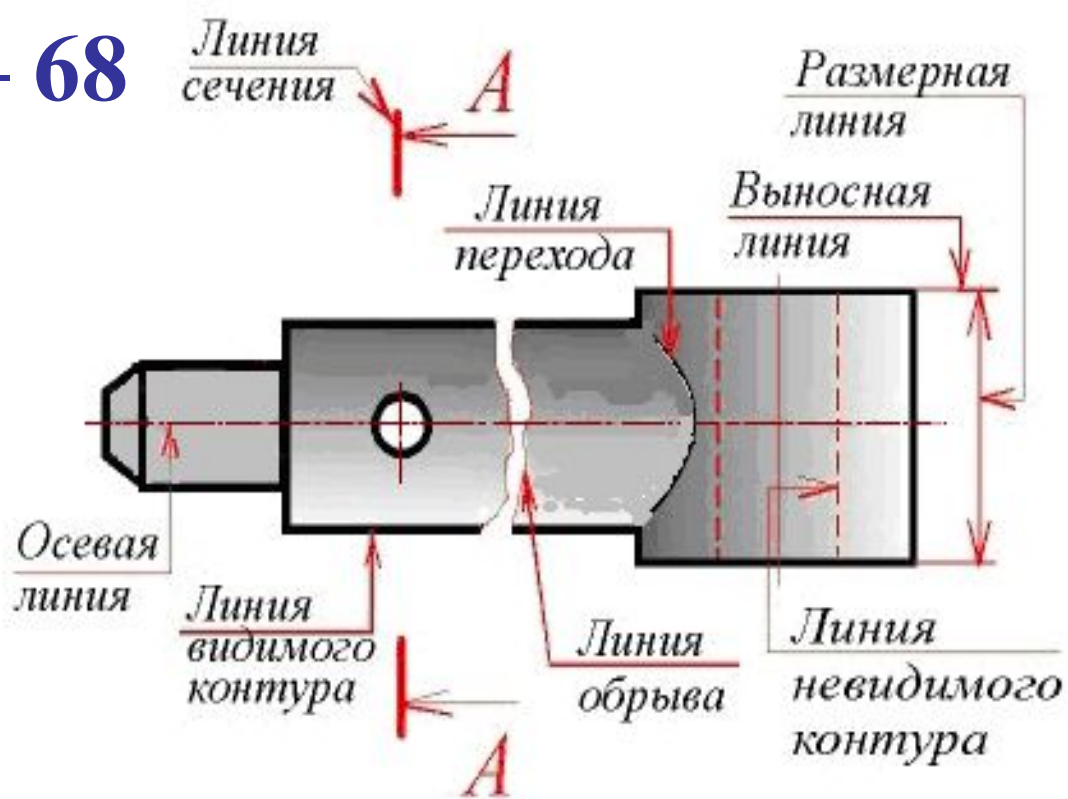 - 68
Линия
сечения
А
Размерная
линия
Выносная
линия
Линия
перехода
Осевая
линия
Линия
видимого
контура
Линия
обрыва
Линия
невидимого
контура
А